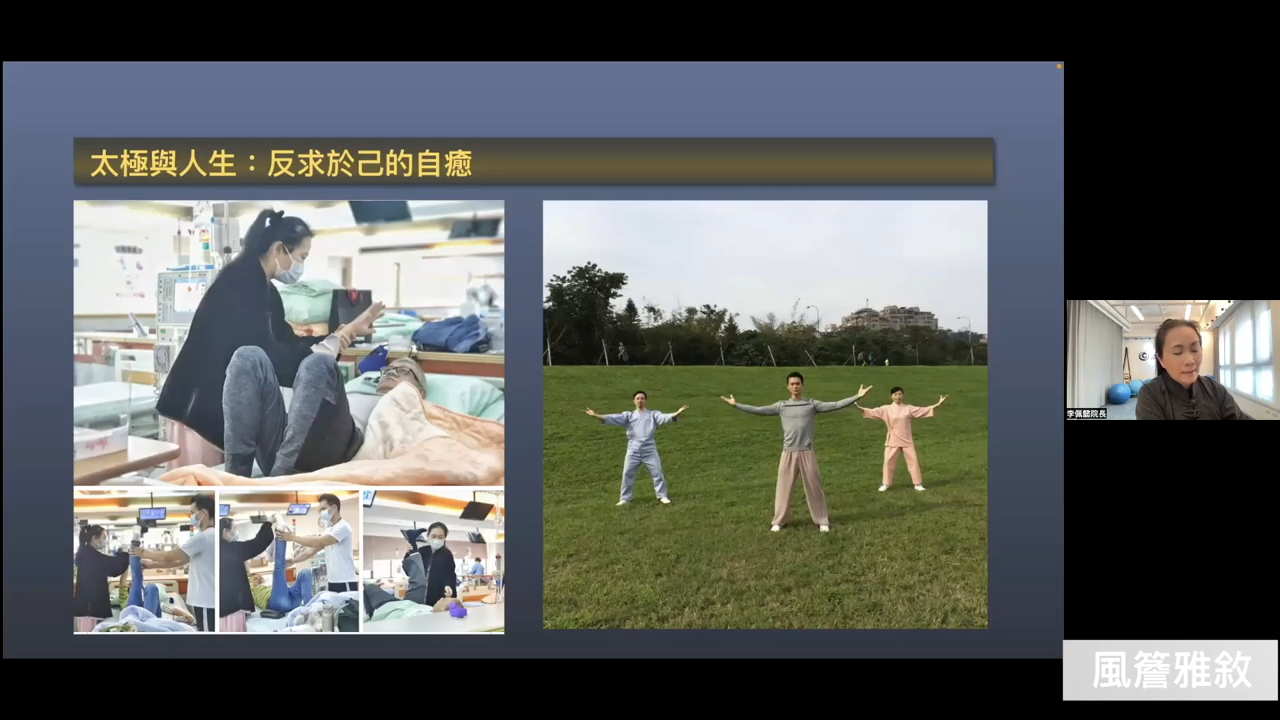 太極與人生：反求於己的自癒
李佩懿院長
風簷雅敘